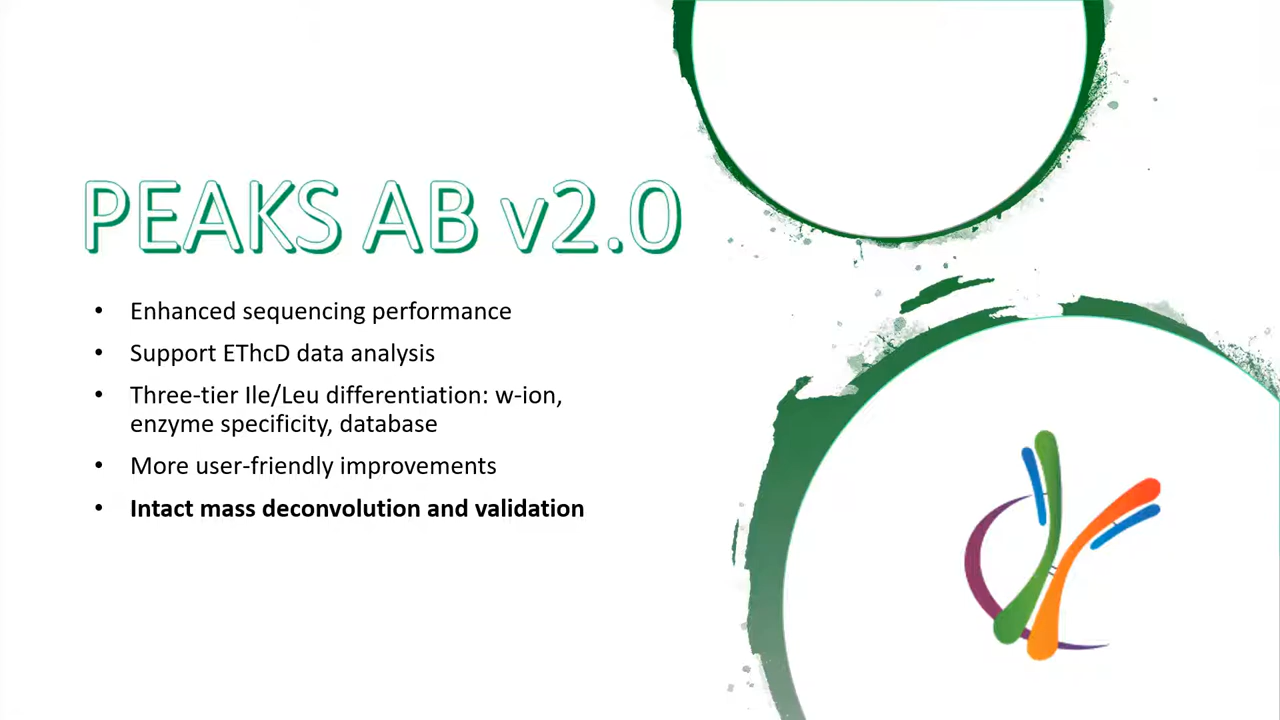 PEAKS AB v2.0
• Enhanced sequencing performance
• Support EThcD data analysis
• Three-tier Ile/Leu differentiation: w-ion,
enzyme specificity, database
• More user-friendly improvements
• Intact mass deconvolution and validation